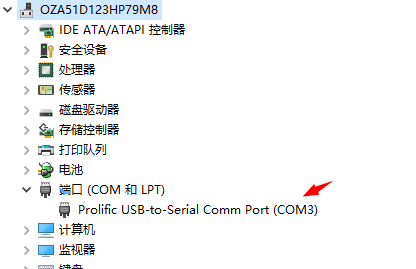 OZA51D123HP79M8
IDE ATA/ATAPI 控制器
安全设备
处理器
传感器
磁盘驱动器
存储控制器
打印队列
电池
端口 (COM 和 LPT)
Prolific USB-to-Serial Comm Port (COM3)
计算机
监视器
键盘